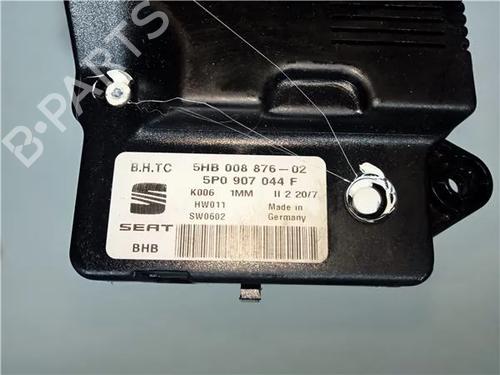 B-PARTS
B.H.T.C 5HB 008 876-02
5P0 907 044 F
K006 1MM II 2 20/7
HW011 Made in
SW0602 Germany
SEAT
BHB